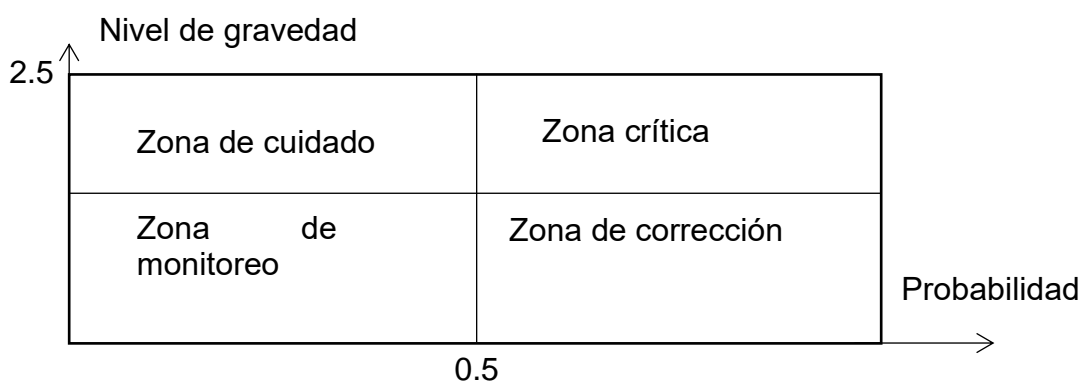 Nivel de gravedad
2.5
Zona de cuidado
Zona crítica
Zona de
monitoreo
Zona de corrección
Probabilidad
0.5